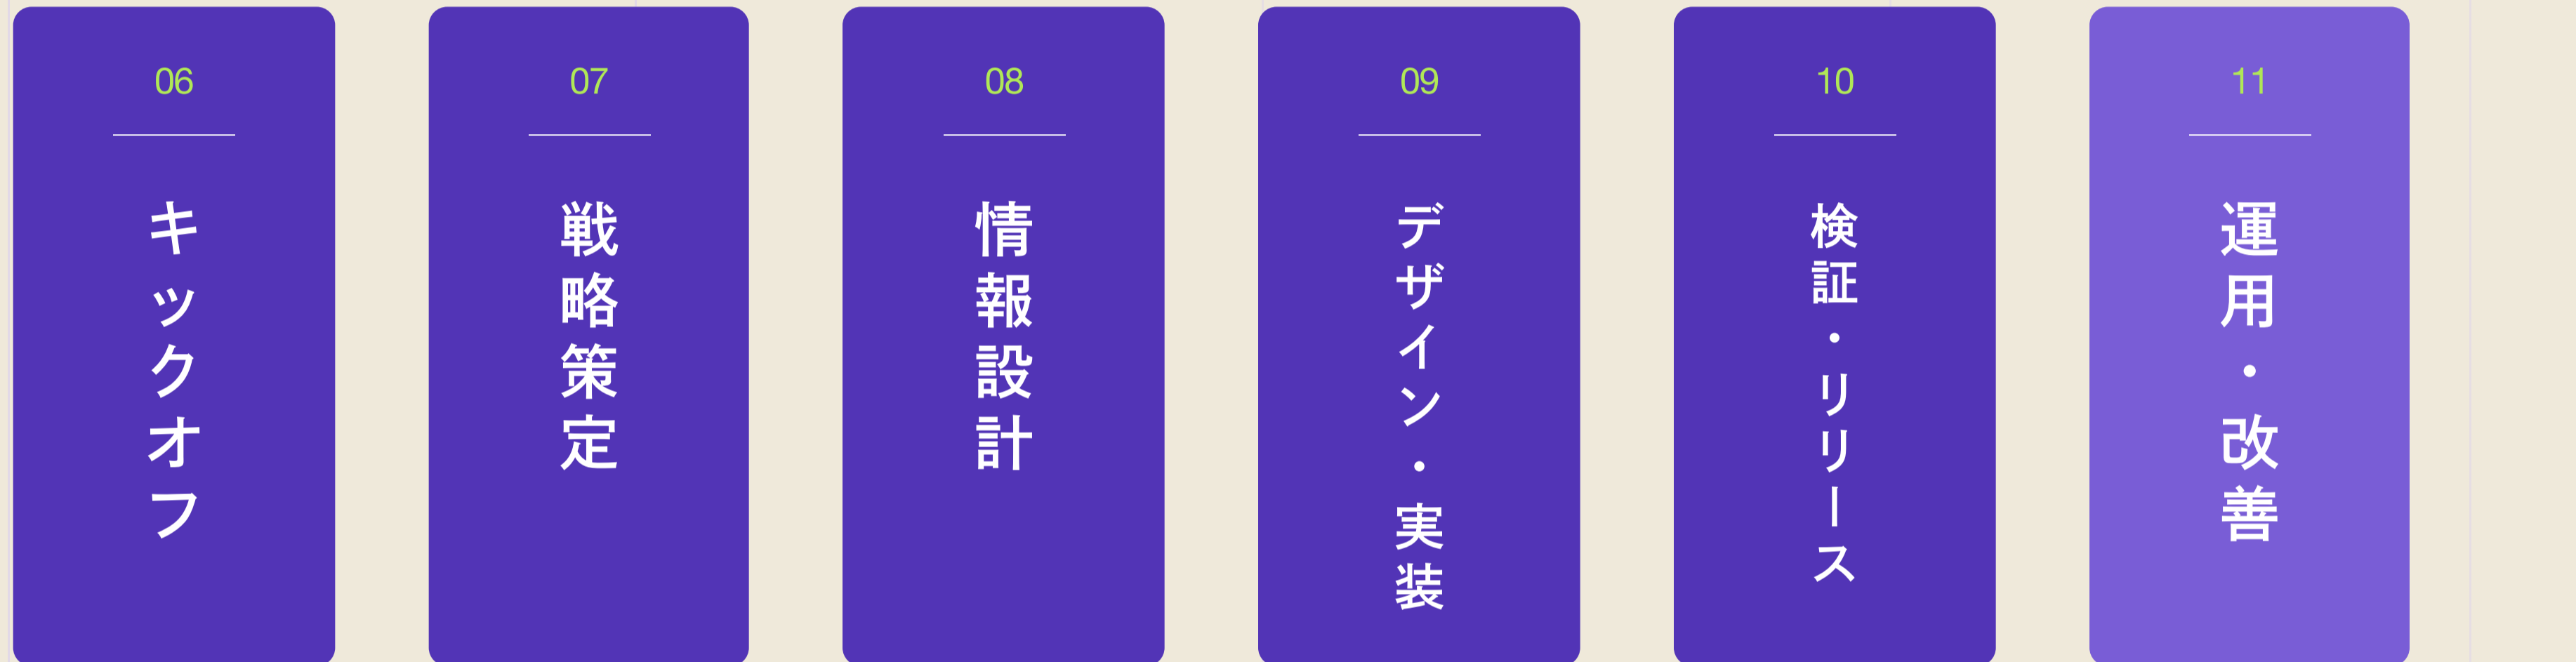 06
キックオフ
07
戦略策定
08
情報設計
09
デザイン・実装
10
検証・リリース
11
運用・改善